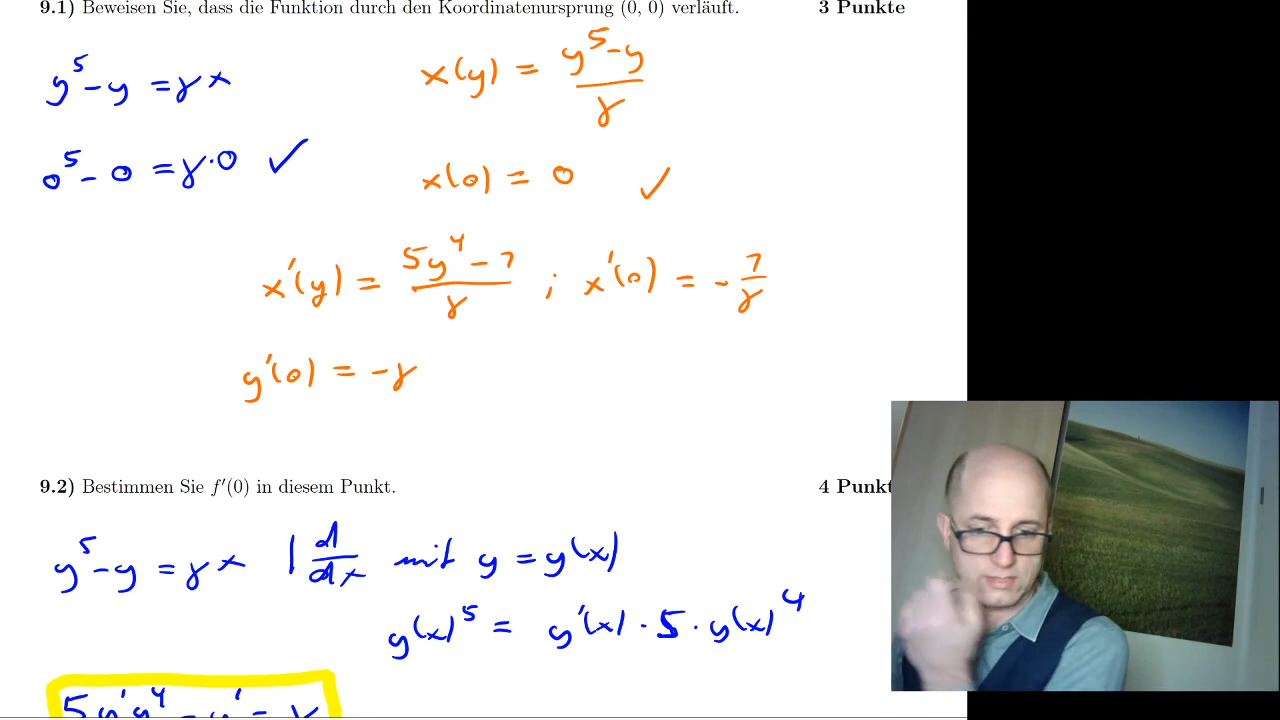 9.1) Beweisen Sie, dass die Funktion durch den Koordinatenursprung (0, 0) verläuft. 3 Punkte
y⁵ - y = γx
x(y) = (y⁵ - y)/γ
0⁵ - 0 = γ·0 ✓
x(0) = 0 ✓
x'(y) = (5y⁴ - 1)/γ ; x'(0) = -1/γ
y'(0) = -γ
9.2) Bestimmen Sie f′(0) in diesem Punkt. 4 Punkt
y⁵ - y = γx | d/dx mit y = y(x)
y(x)⁵ = y'(x) · 5 · y(x)⁴
5y'y⁴ - y' = γ